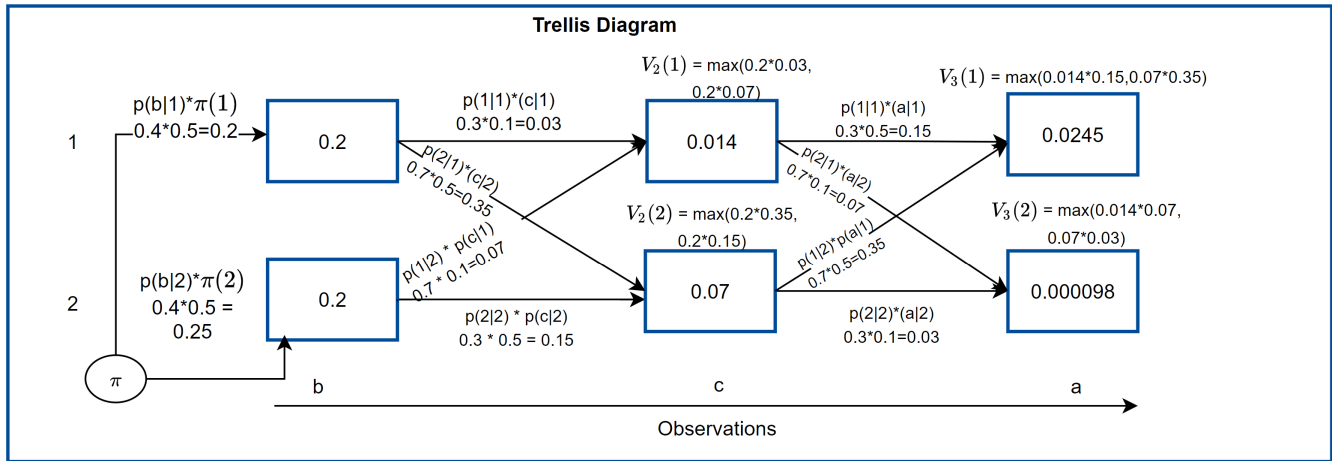 Trellis Diagram
p(b|1)*π(1)
0.4*0.5=0.2
1
0.2
p(1|1)*(c|1)
0.3*0.1=0.03
p(2|1)*(c|2)
0.7*0.5=0.35
V₂(1) = max(0.2*0.03,
0.2*0.07)
0.014
p(1|1)*(a|1)
0.3*0.5=0.15
p(2|1)*(a|2)
0.7*0.1=0.07
V₃(1) = max(0.014*0.15,0.07*0.35)
0.0245
p(b|2)*π(2)
0.4*0.5 =
0.25
2
0.2
p(1|2) * p(c|1)
0.7 * 0.1=0.07
p(2|2) * p(c|2)
0.3 * 0.5 = 0.15
V₂(2) = max(0.2*0.35,
0.2*0.15)
0.07
p(1|2)*p(a|1)
0.7*0.5=0.35
p(2|2)*(a|2)
0.3*0.1=0.03
V₃(2) = max(0.014*0.07,
0.07*0.03)
0.000098
π
b
c
a
Observations